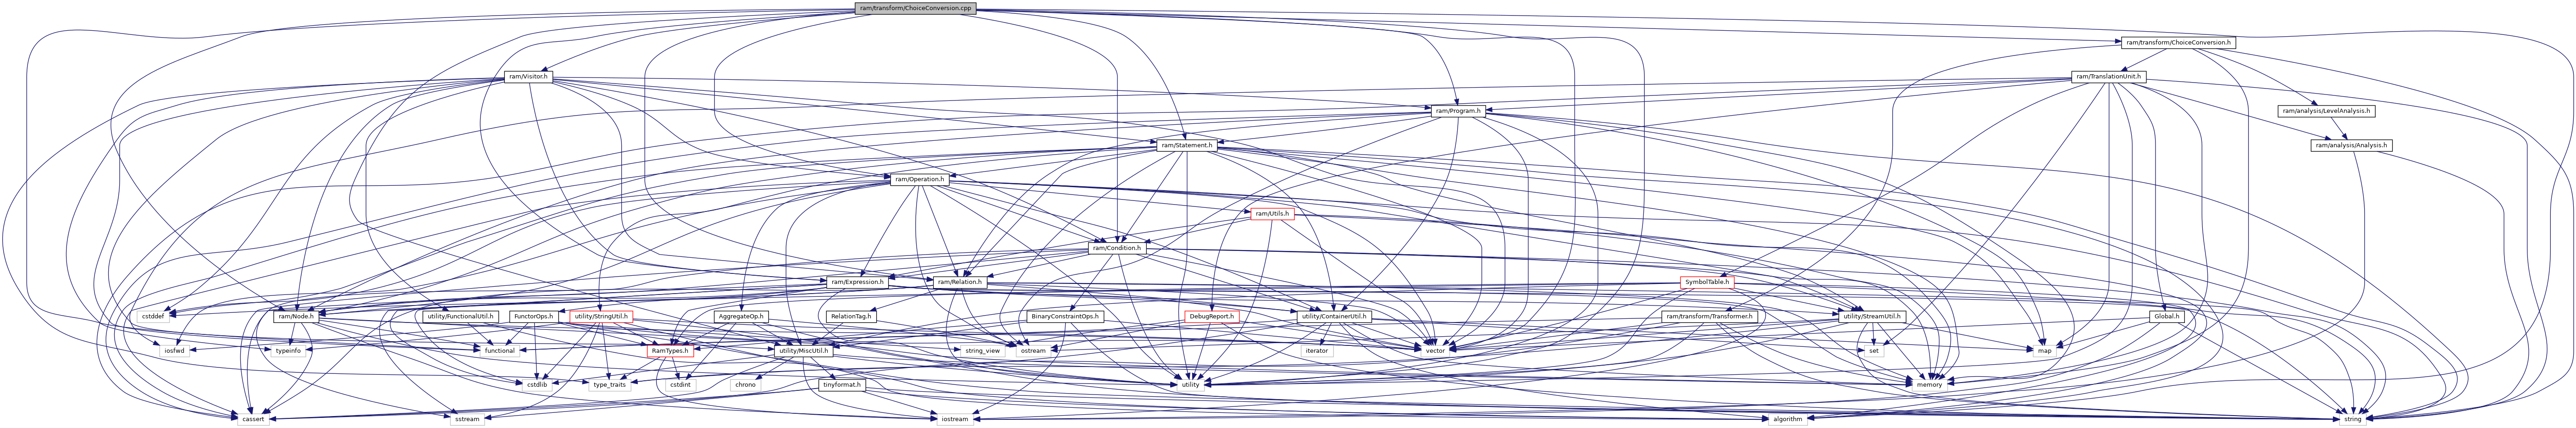 ram/transform/ChoiceConversion.cpp
ram/transform/ChoiceConversion.h
ram/Visitor.h
ram/TranslationUnit.h
ram/Program.h
ram/analysis/LevelAnalysis.h
ram/Statement.h
ram/analysis/Analysis.h
ram/Operation.h
ram/Utils.h
ram/Condition.h
ram/Expression.h
ram/Relation.h
SymbolTable.h
cstddef
ram/Node.h
utility/FunctionalUtil.h
FunctorOps.h
utility/StringUtil.h
AggregateOp.h
RelationTag.h
BinaryConstraintOps.h
DebugReport.h
utility/ContainerUtil.h
ram/transform/Transformer.h
utility/StreamUtil.h
Global.h
iosfwd
typeinfo
functional
RamTypes.h
utility/MiscUtil.h
string_view
ostream
iterator
vector
set
map
cstdlib
type_traits
cstdint
chrono
tinyformat.h
utility
memory
cassert
sstream
iostream
algorithm
string